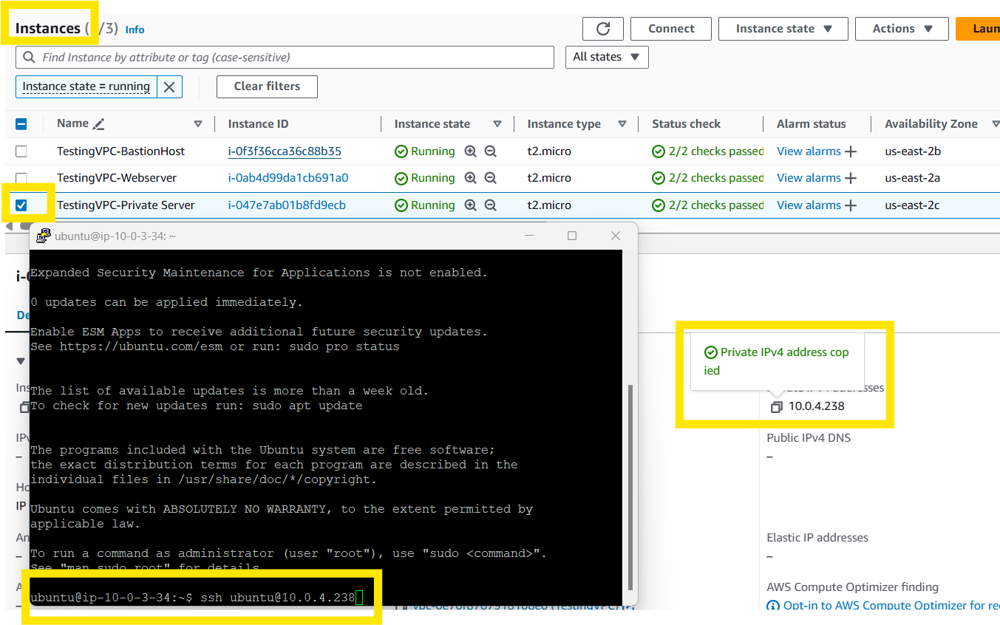 Instances ( /3) Info
Connect Instance state Actions Laun
Find Instance by attribute or tag (case-sensitive) All states
Instance state = running Clear filters
Name Instance ID Instance state Instance type Status check Alarm status Availability Zone
TestingVPC-BastionHost i-0f3f36cca36c88b35 Running t2.micro 2/2 checks passed View alarms + us-east-2b
TestingVPC-Webserver i-0ab4d99da1cb691a0 Running t2.micro 2/2 checks passed View alarms + us-east-2a
TestingVPC-Private Server i-047e7ab01b8fd9ecb Running t2.micro 2/2 checks passed View alarms + us-east-2c
ubuntu@ip-10-0-3-34: ~
Expanded Security Maintenance for Applications is not enabled.
0 updates can be applied immediately.
Enable ESM Apps to receive additional future security updates.
See https://ubuntu.com/esm or run: sudo pro status
The list of available updates is more than a week old.
To check for new updates run: sudo apt update
The programs included with the Ubuntu system are free software;
the exact distribution terms for each program are described in the
individual files in /usr/share/doc/*/copyright.
Ubuntu comes with ABSOLUTELY NO WARRANTY, to the extent permitted by
applicable law.
To run a command as administrator (user "root"), use "sudo <command>".
See "man sudo_root" for details.
ubuntu@ip-10-0-3-34:~$ ssh ubuntu@10.0.4.238
i-0
De
Ins
IPv
–
Ho
IP
An
–
A
Private IPv4 address cop
ied
addresses
10.0.4.238
Public IPv4 DNS
–
Elastic IP addresses
–
AWS Compute Optimizer finding
Opt-in to AWS Compute Optimizer for re
(TestingVPC)